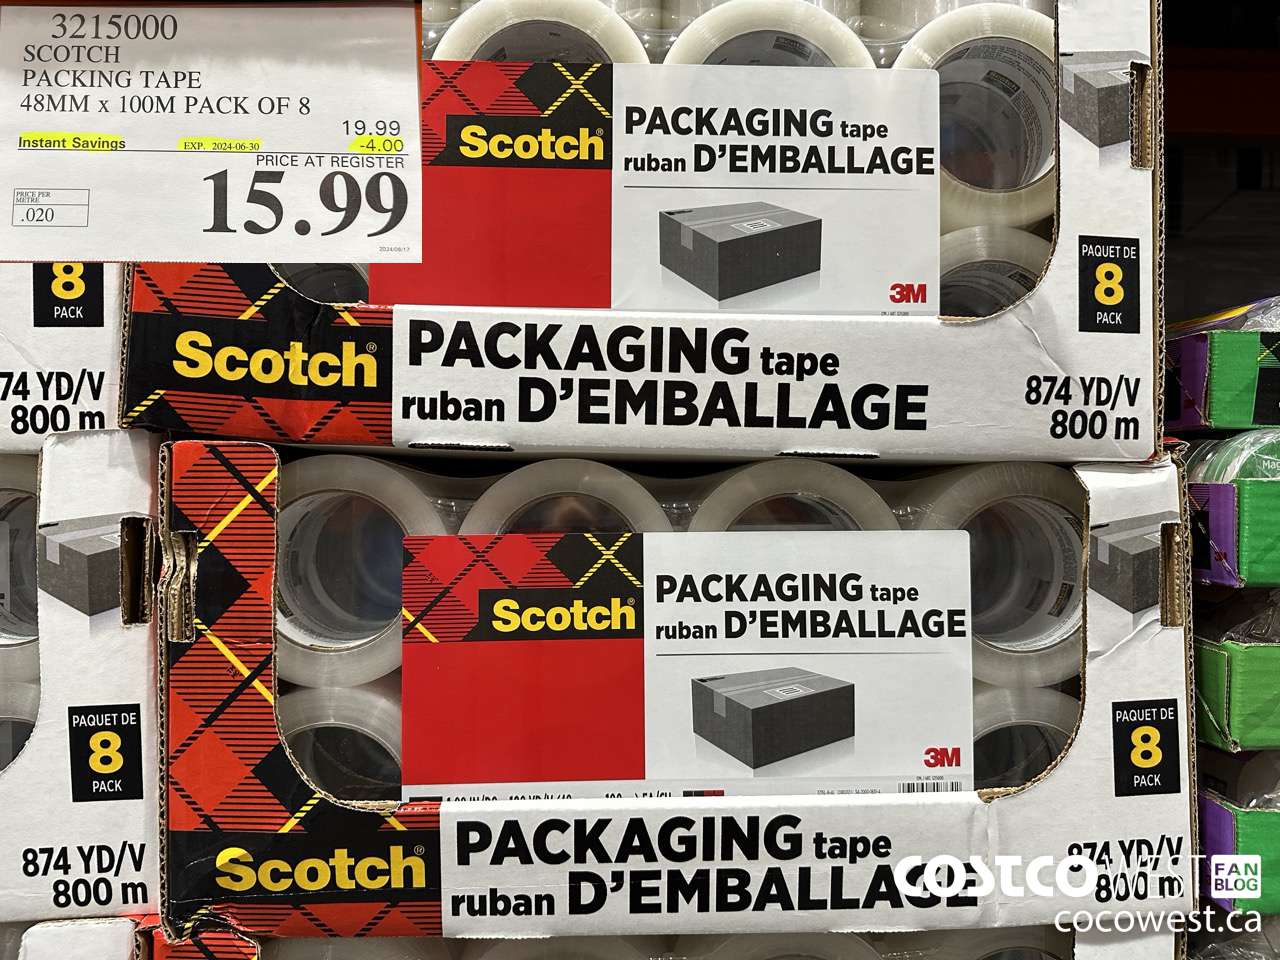 3215000
SCOTCH
PACKING TAPE
48MM x 100M PACK OF 8
19.99
Instant Savings EXP. 2024-06-30 -4.00
PRICE AT REGISTER
15.99
PRICE PER
METRE
.020
2024/06/17
Scotch®
PACKAGING tape
ruban D'EMBALLAGE
3M
PAQUET DE
8
PACK
8
PACK
Scotch®
PACKAGING tape
ruban D'EMBALLAGE
874 YD/V
800 m
74 YD/V
800 m
Scotch®
PACKAGING tape
ruban D'EMBALLAGE
3M
PAQUET DE
8
PACK
PAQUET DE
8
PACK
Scotch®
PACKAGING tape
ruban D'EMBALLAGE
874 YD/V
800 m
874 YD/V
800 m
COSTCO WEST
FAN
BLOG
cocowest.ca